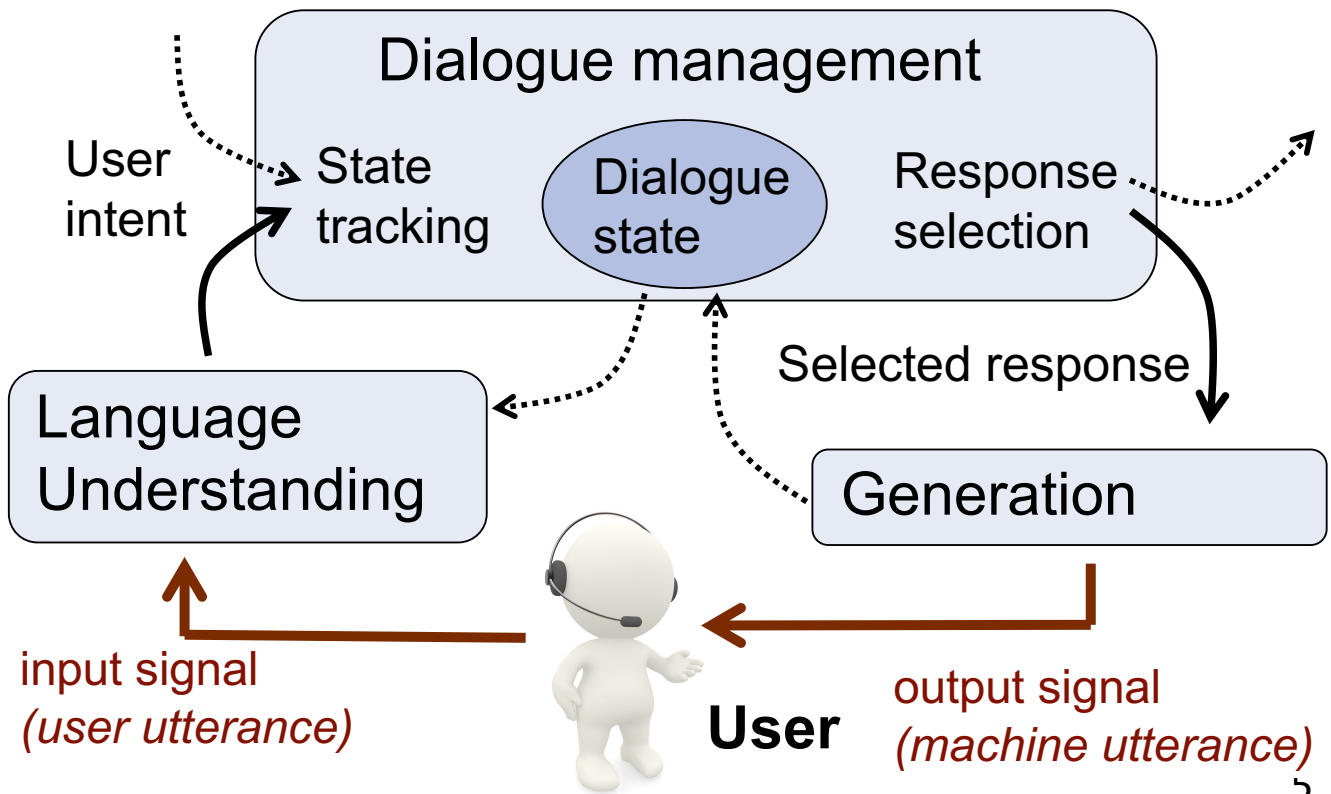 Dialogue management
User
intent
State
tracking
Dialogue
state
Response
selection
Selected response
Language
Understanding
Generation
input signal
(user utterance)
User
output signal
(machine utterance)
5